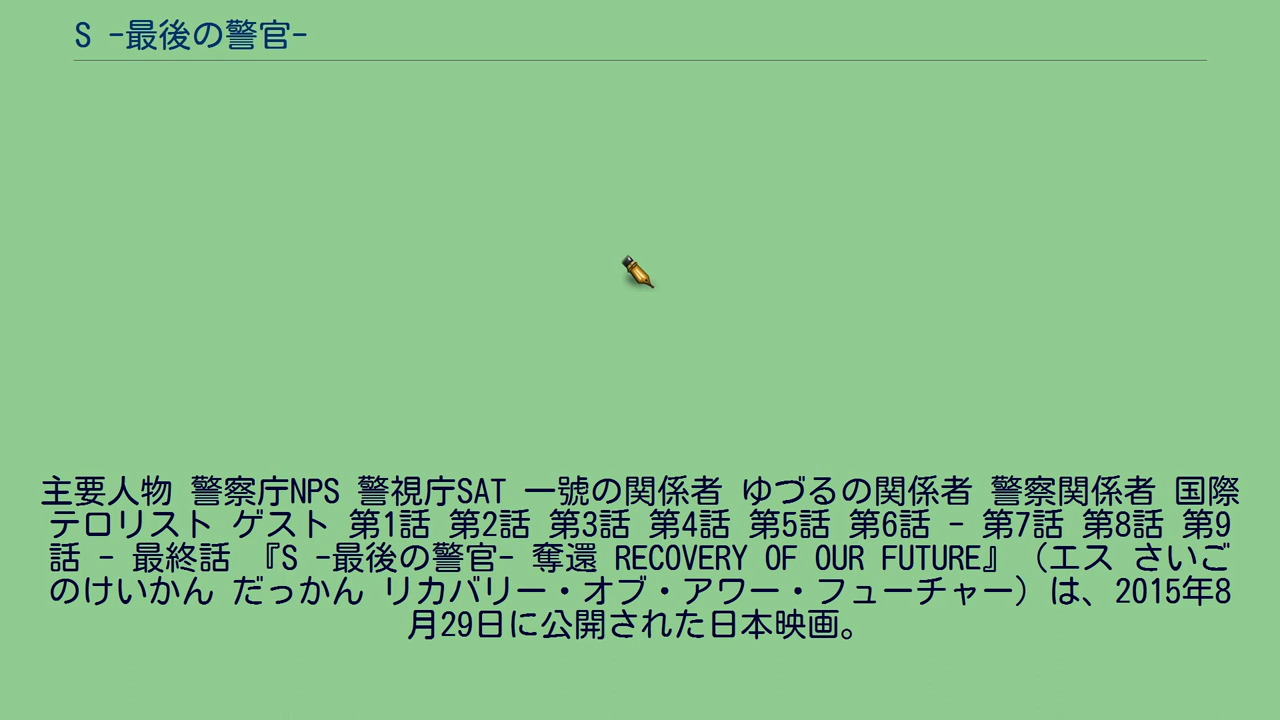 S -最後の警官-
主要人物 警察庁NPS 警視庁SAT 一號の関係者 ゆづるの関係者 警察関係者 国際
テロリスト ゲスト 第1話 第2話 第3話 第4話 第5話 第6話 - 第7話 第8話 第9
話 - 最終話 『S -最後の警官- 奪還 RECOVERY OF OUR FUTURE』（エス さいご
のけいかん だっかん リカバリー・オブ・アワー・フューチャー）は、2015年8
月29日に公開された日本映画。